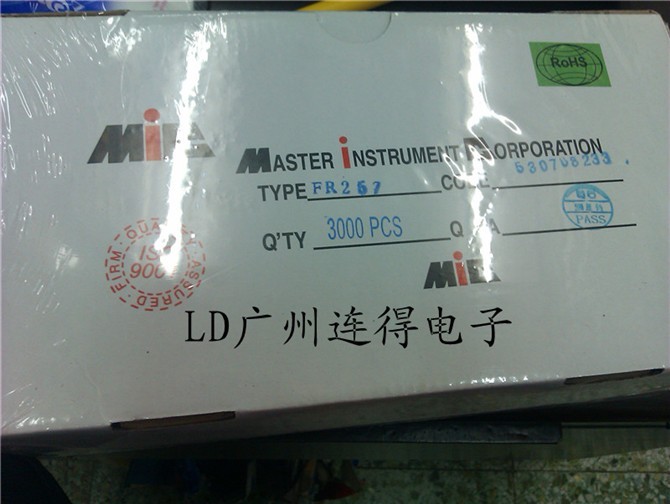 RoHS
MIC
MASTER INSTRUMENT CORPORATION
TYPE FR257 CODE 530708233
Q'TY 3000 PCS Q A
PASS
QUALITY ASSURED FIRM
ISO
9001
MIC
LD广州连得电子